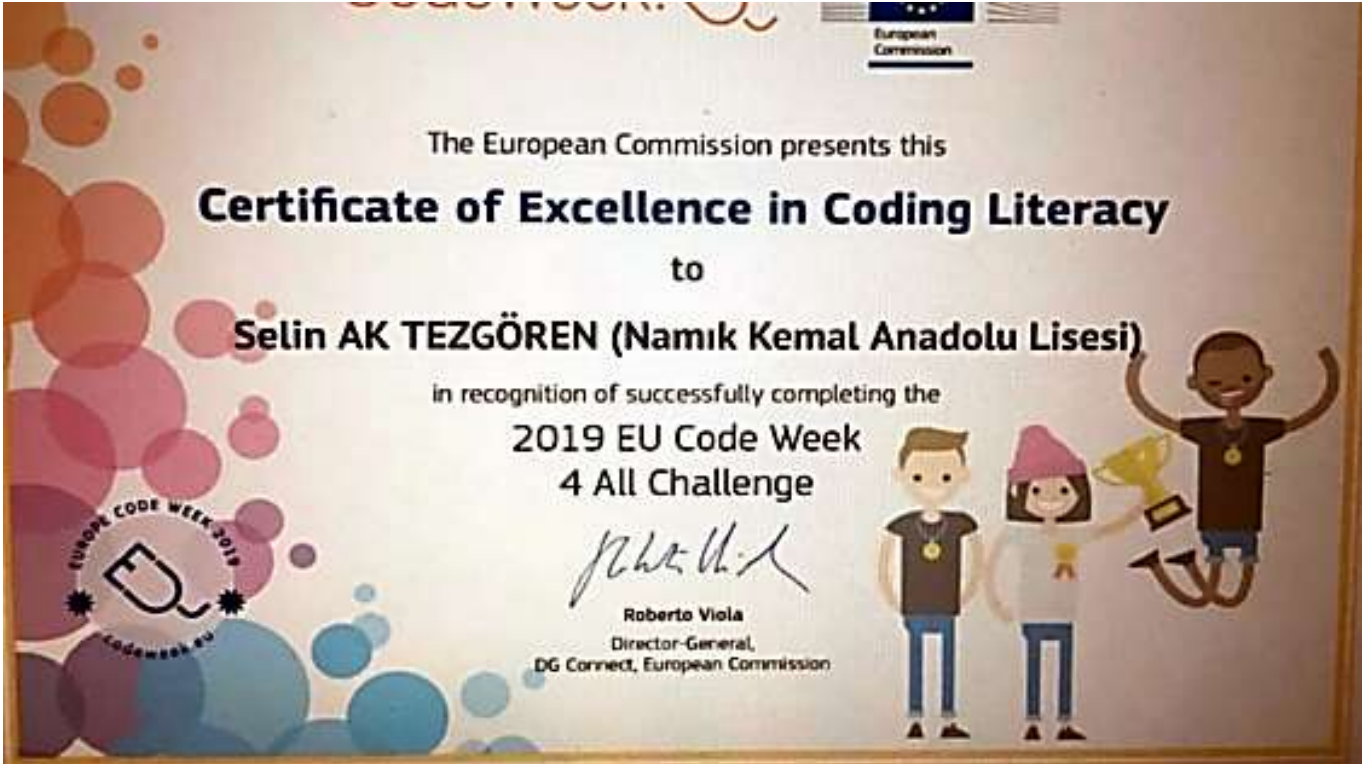 CodeWeek.
European
Commission
The European Commission presents this
Certificate of Excellence in Coding Literacy
to
Selin AK TEZGÖREN (Namık Kemal Anadolu Lisesi)
in recognition of successfully completing the
2019 EU Code Week
4 All Challenge
Roberto Viola
Director-General,
DG Connect, European Commission
EUROPE CODE WEEK 2019
codeweek.eu